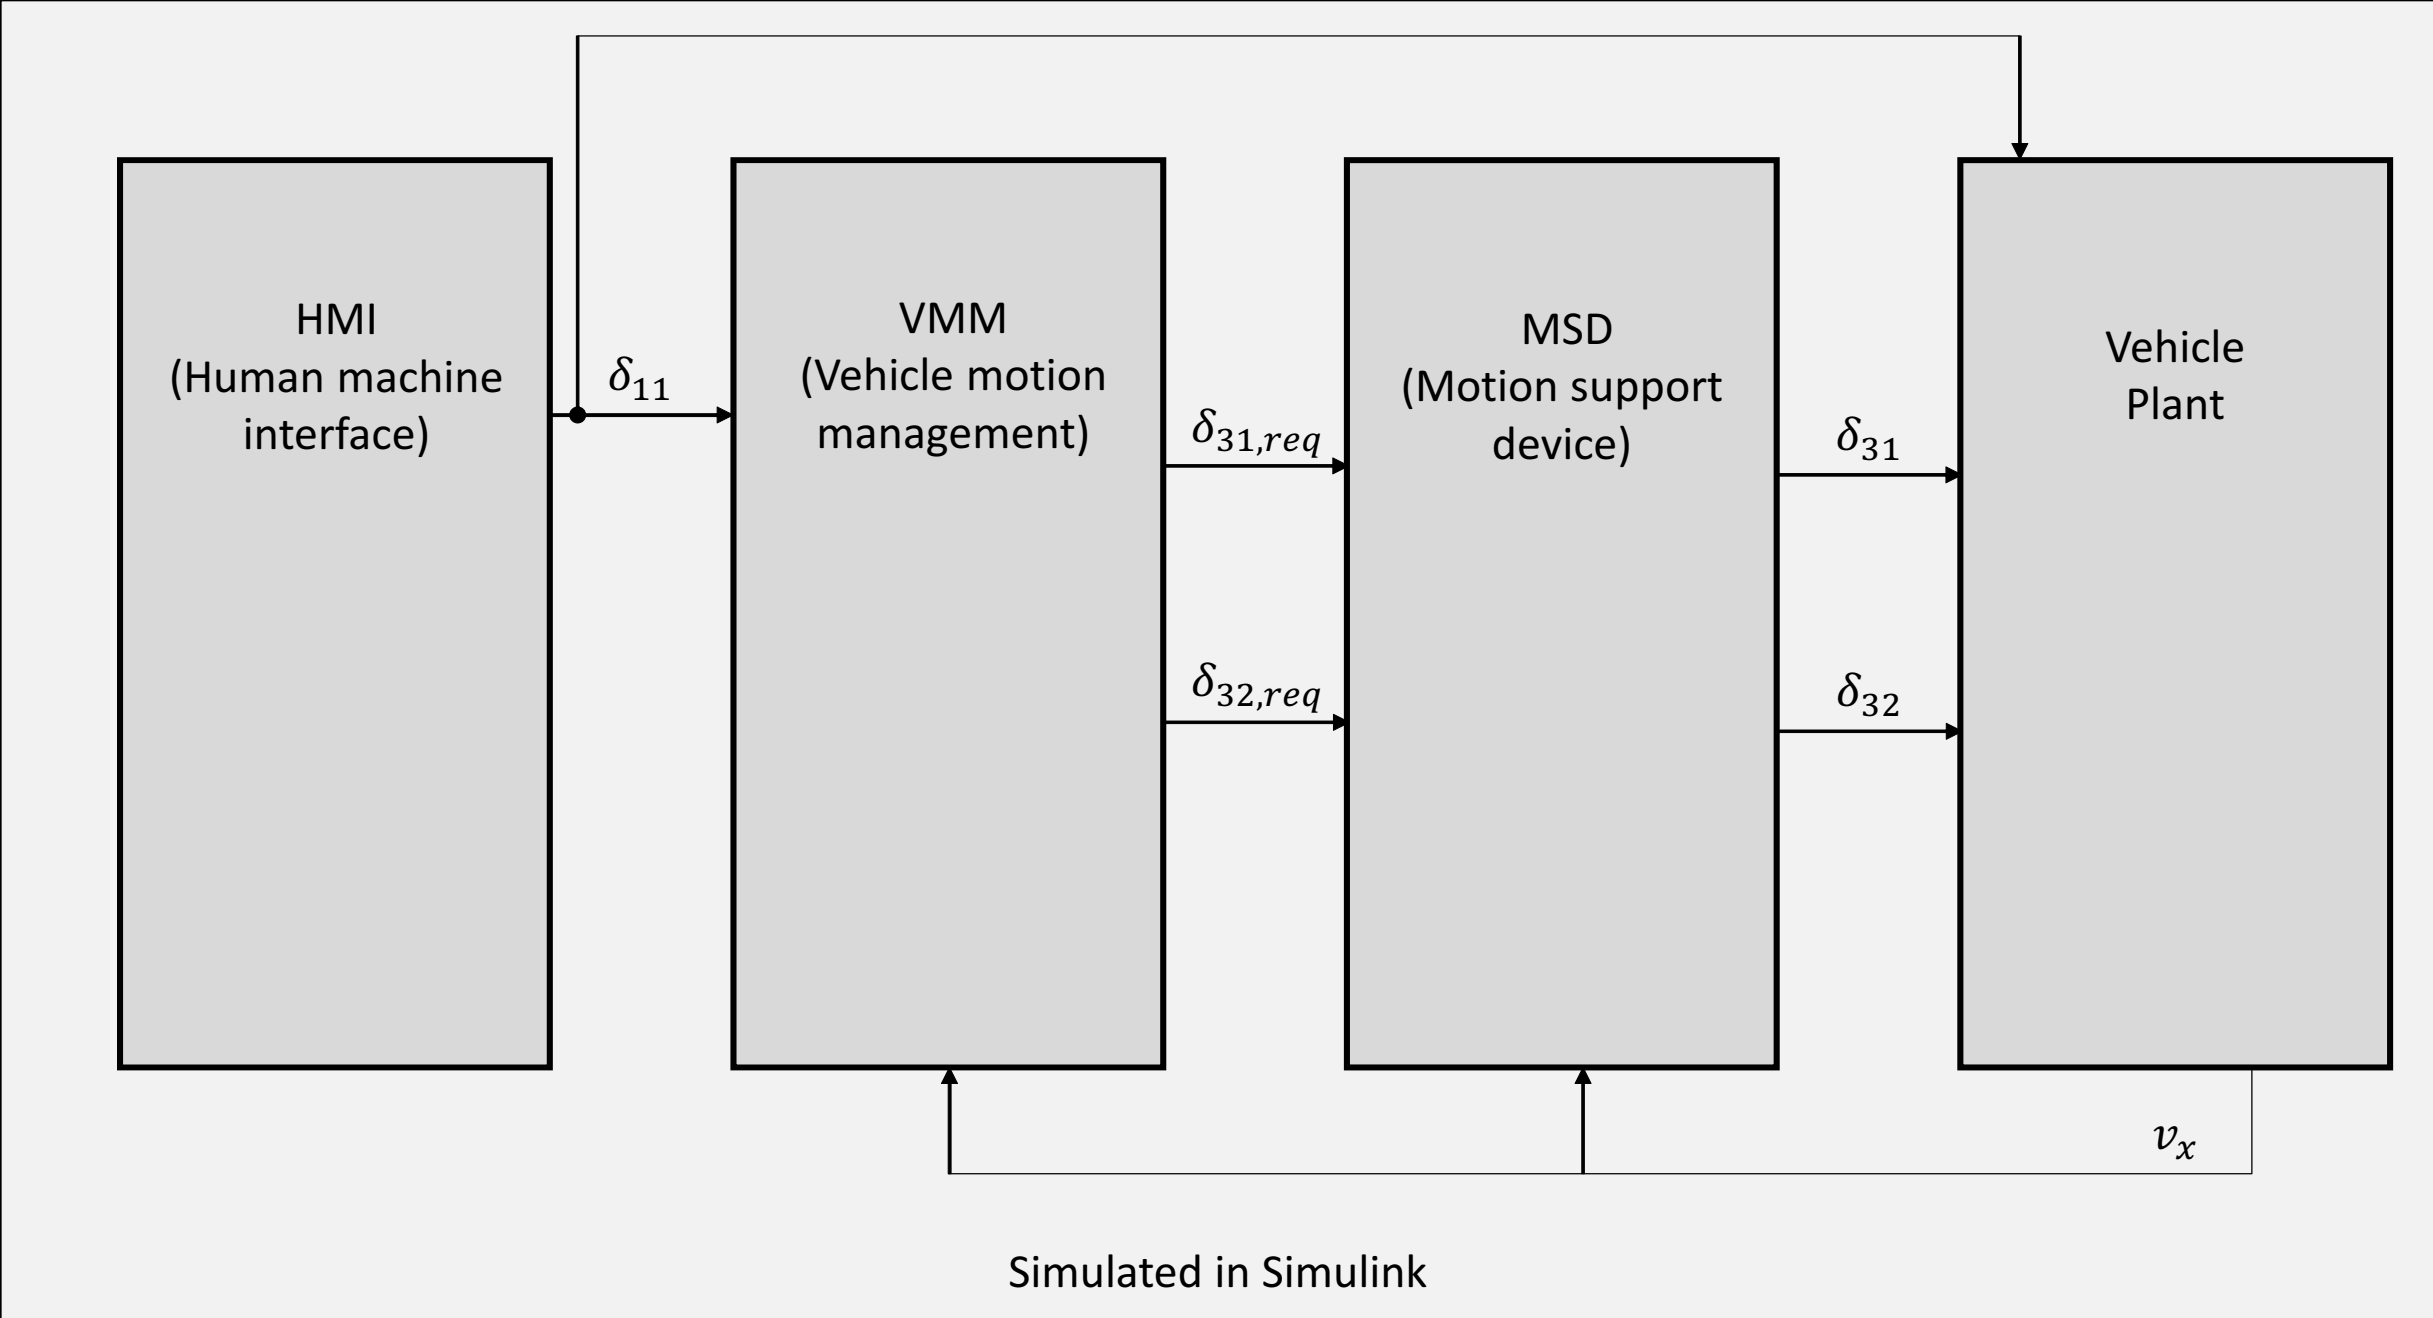 HMI
(Human machine
interface)
δ₁₁
VMM
(Vehicle motion
management)
δ₃₁,req
δ₃₂,req
MSD
(Motion support
device)
δ₃₁
δ₃₂
Vehicle
Plant
vₓ
Simulated in Simulink